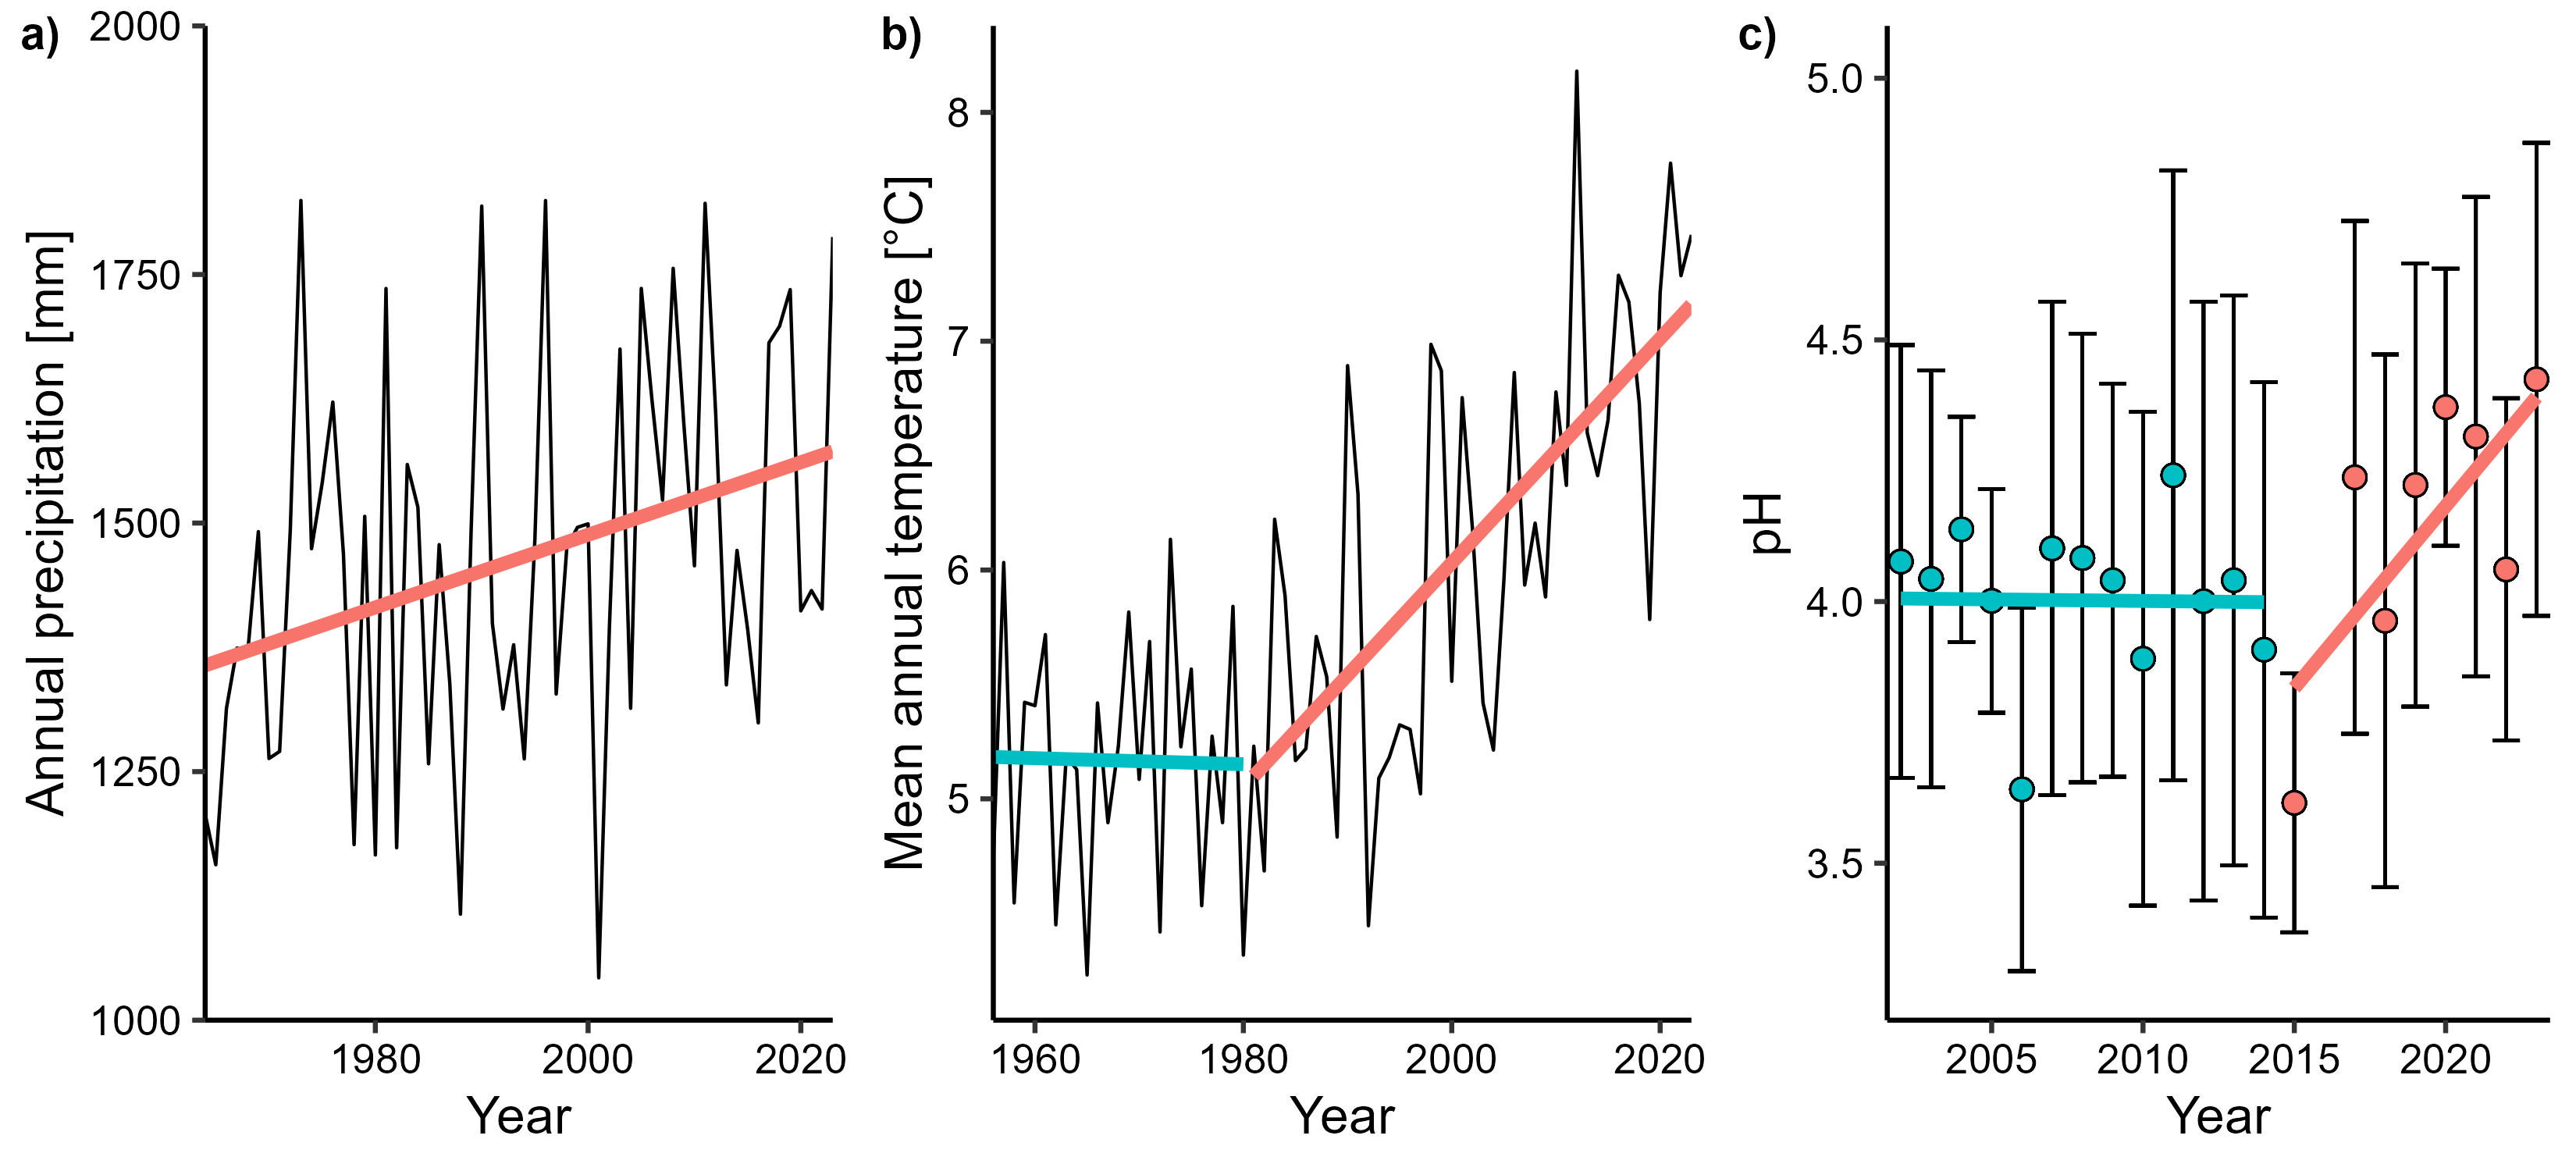 a)
Annual precipitation [mm]
2000
1750
1500
1250
1000
1980 2000 2020
Year
b)
Mean annual temperature [°C]
8
7
6
5
1960 1980 2000 2020
Year
c)
pH
5.0
4.5
4.0
3.5
2005 2010 2015 2020
Year